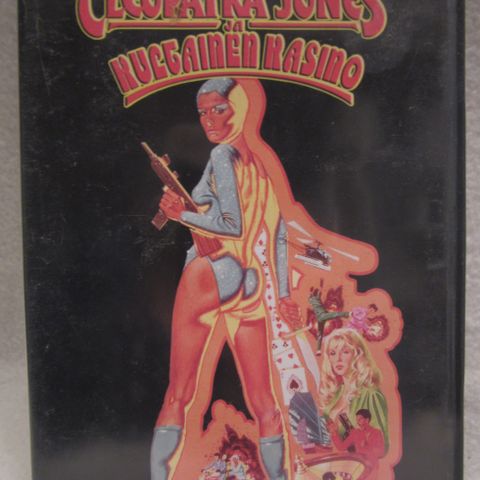 CLEOPATRA JONES
JA
KULTAINEN KASINO